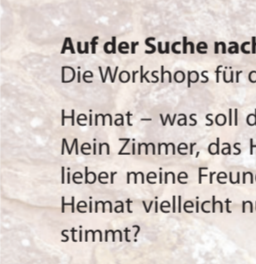 Auf der Suche nach
Die Workshops für
Heimat – was soll
Mein Zimmer, das
lieber meine
Heimat vielleicht
stimmt?